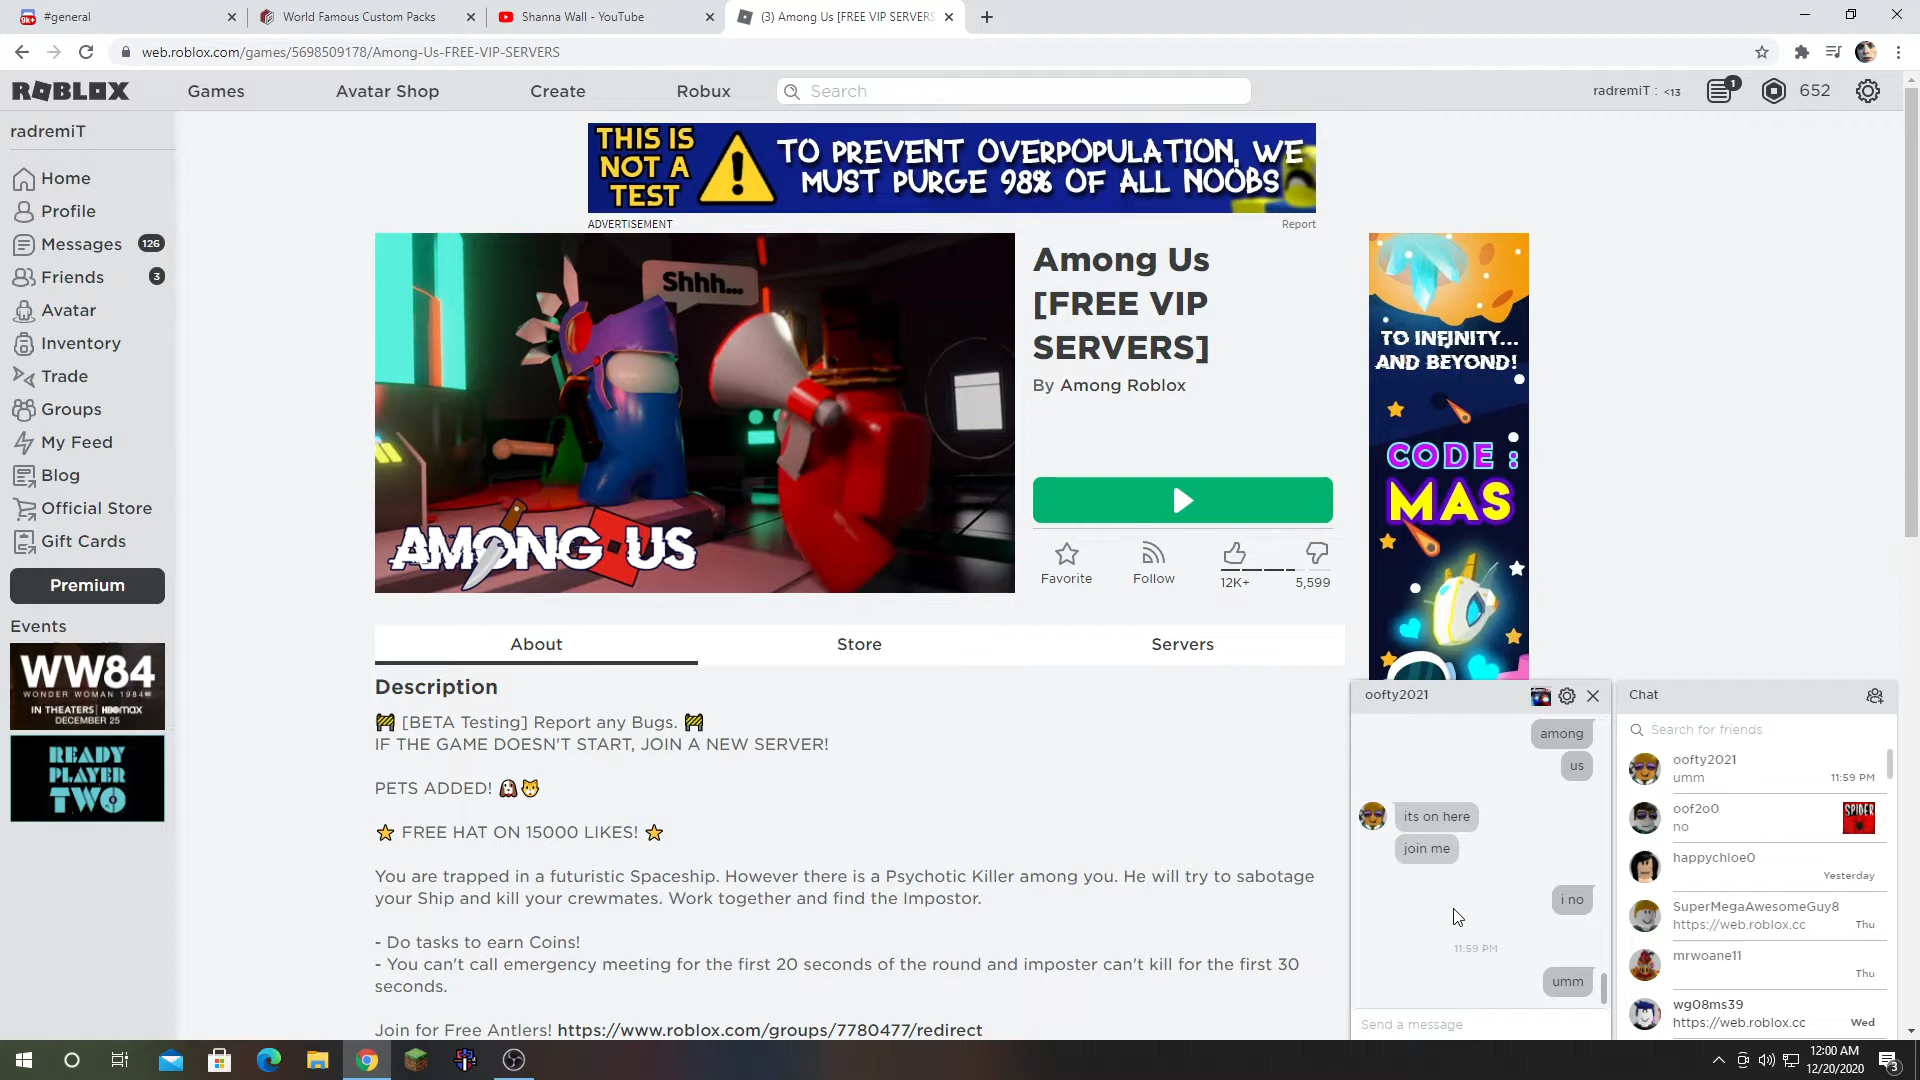 9k+
#general
World Famous Custom Packs
Shanna Wall - YouTube
(3) Among Us [FREE VIP SERVERS
web.roblox.com/games/5698509178/Among-Us-FREE-VIP-SERVERS
ROBLOX
Games
Avatar Shop
Create
Robux
Search
radremiT : <13
1
652
radremiT
Home
Profile
Messages
126
Friends
3
Avatar
Inventory
Trade
Groups
My Feed
Blog
Official Store
Gift Cards
Premium
Events
WW84
WONDER WOMAN 1984
IN THEATERS | HBOmax
DECEMBER 25
READY
PLAYER
TWO
THIS IS
NOT A
TEST
TO PREVENT OVERPOPULATION, WE
MUST PURGE 98% OF ALL NOOBS
ADVERTISEMENT
Report
Shhh...
AMONG US
Among Us
[FREE VIP
SERVERS]
By Among Roblox
Favorite
Follow
12K+
5,599
TO INFINITY...
AND BEYOND!
CODE :
MAS
About
Store
Servers
Description
🚧 [BETA Testing] Report any Bugs. 🚧
IF THE GAME DOESN'T START, JOIN A NEW SERVER!
PETS ADDED! 🐶🐱
⭐ FREE HAT ON 15000 LIKES! ⭐
You are trapped in a futuristic Spaceship. However there is a Psychotic Killer among you. He will try to sabotage
your Ship and kill your crewmates. Work together and find the Impostor.
- Do tasks to earn Coins!
- You can't call emergency meeting for the first 20 seconds of the round and imposter can't kill for the first 30
seconds.
Join for Free Antlers! https://www.roblox.com/groups/7780477/redirect
oofty2021
among
us
its on here
join me
i no
11:59 PM
umm
Send a message
Chat
Search for friends
oofty2021
umm
11:59 PM
oof2o0
no
SPIDER
happychloe0
Yesterday
SuperMegaAwesomeGuy8
https://web.roblox.cc
Thu
mrwoane11
Thu
wg08ms39
https://web.roblox.cc
Wed
12:00 AM
12/20/2020
3